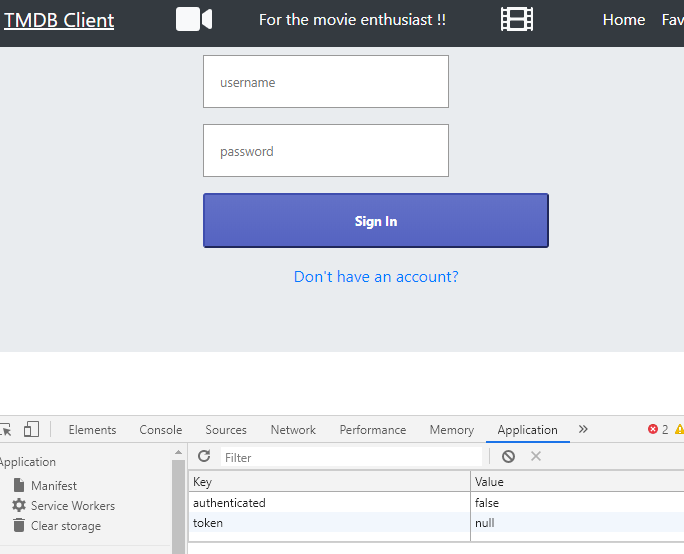 TMDB Client For the movie enthusiast !! Home Fav
username
password
Sign In
Don't have an account?
Elements Console Sources Network Performance Memory Application » 2
Application
Filter
Manifest
Service Workers
Clear storage
Key Value
authenticated false
token null